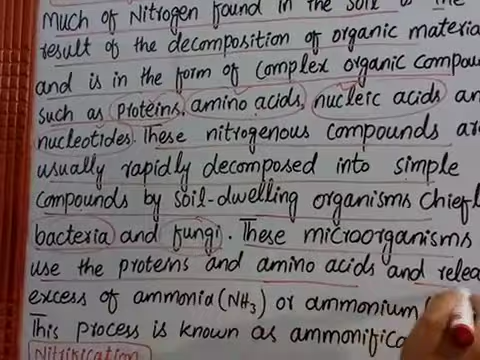 Much of Nitrogen found in the soil is the
result of the decomposition of organic materia
and is in the form of complex organic compou
such as proteins, amino acids, nucleic acids an
nucleotides. These nitrogenous compounds are
usually rapidly decomposed into simple
compounds by soil-dwelling organisms Chiefl
bacteria and fungi. These microorganisms
use the proteins and amino acids and relea
excess of ammonia (NH3) or ammonium (
This process is known as ammonifica
Nitrification